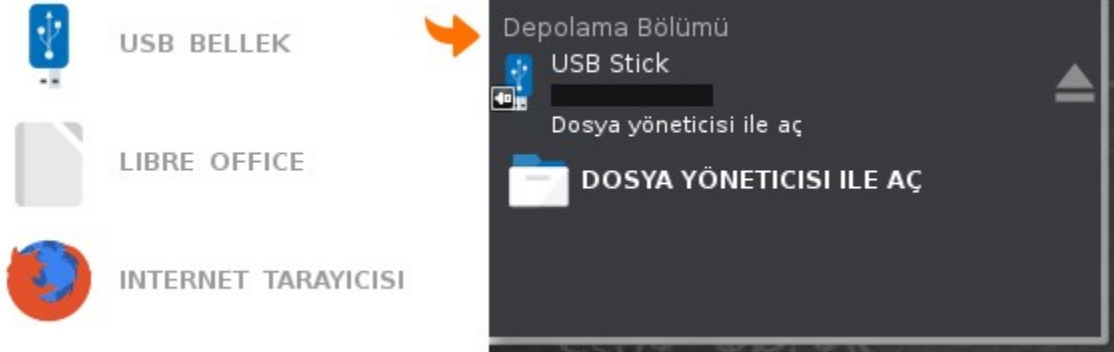 USB BELLEK
LIBRE OFFICE
INTERNET TARAYICISI
Depolama Bölümü
USB Stick
Dosya yöneticisi ile aç
DOSYA YÖNETICISI ILE AÇ